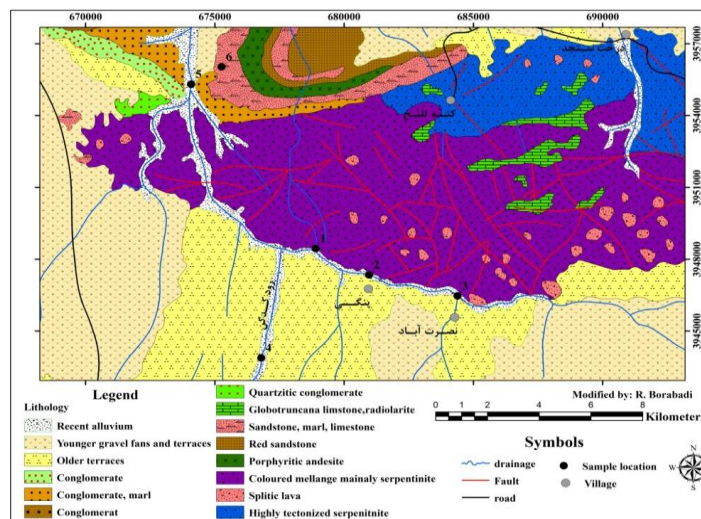 670000 675000 680000 685000 690000
3957000
3954000
3951000
3948000
3945000
درخت سنجد
6
5
1
2
3
4
نصرت آباد
Legend
Lithology
Recent alluvium
Younger gravel fans and terraces
Older terraces
Conglomerate
Conglomerate, marl
Conglomerat
Quartzitic conglomerate
Globotruncana limstone,radiolarite
Sandstone, marl, limestone
Red sandstone
Porphyritic andesite
Coloured mellange mainaly serpentinite
Splitic lava
Highly tectonized serpenitnite
Modified by: R. Borabadi
0 1 2 4 6 8
Kilometer
Symbols
drainage
Fault
road
Sample location
Village
N
W E
S